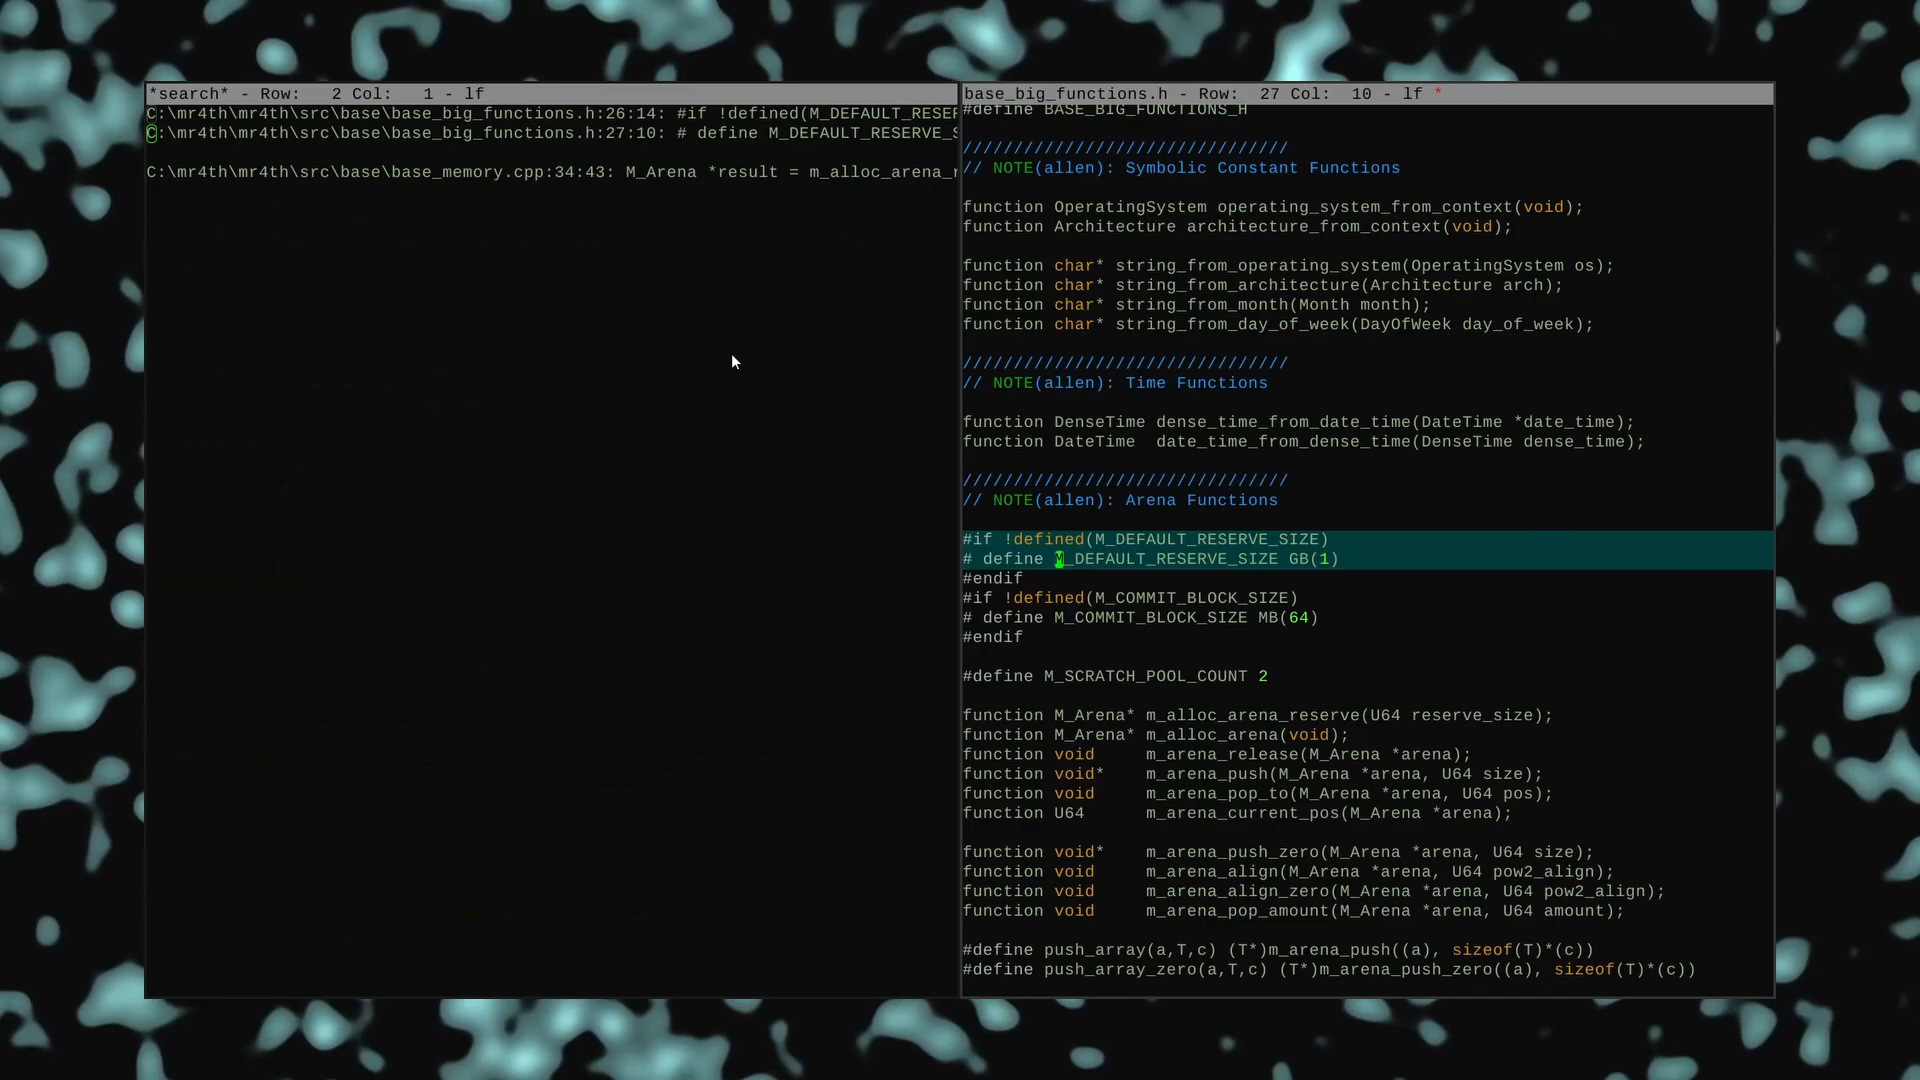 *search* - Row:   2 Col:   1 - lf
C:\mr4th\mr4th\src\base\base_big_functions.h:26:14: #if !defined(M_DEFAULT_RESER
C:\mr4th\mr4th\src\base\base_big_functions.h:27:10: # define M_DEFAULT_RESERVE_S
C:\mr4th\mr4th\src\base\base_memory.cpp:34:43: M_Arena *result = m_alloc_arena_r
base_big_functions.h - Row:  27 Col:  10 - lf *
#define BASE_BIG_FUNCTIONS_H
////////////////////////////////
// NOTE(allen): Symbolic Constant Functions
function OperatingSystem operating_system_from_context(void);
function Architecture architecture_from_context(void);
function char* string_from_operating_system(OperatingSystem os);
function char* string_from_architecture(Architecture arch);
function char* string_from_month(Month month);
function char* string_from_day_of_week(DayOfWeek day_of_week);
////////////////////////////////
// NOTE(allen): Time Functions
function DenseTime dense_time_from_date_time(DateTime *date_time);
function DateTime  date_time_from_dense_time(DenseTime dense_time);
////////////////////////////////
// NOTE(allen): Arena Functions
#if !defined(M_DEFAULT_RESERVE_SIZE)
# define M_DEFAULT_RESERVE_SIZE GB(1)
#endif
#if !defined(M_COMMIT_BLOCK_SIZE)
# define M_COMMIT_BLOCK_SIZE MB(64)
#endif
#define M_SCRATCH_POOL_COUNT 2
function M_Arena* m_alloc_arena_reserve(U64 reserve_size);
function M_Arena* m_alloc_arena(void);
function void     m_arena_release(M_Arena *arena);
function void*    m_arena_push(M_Arena *arena, U64 size);
function void     m_arena_pop_to(M_Arena *arena, U64 pos);
function U64      m_arena_current_pos(M_Arena *arena);
function void*    m_arena_push_zero(M_Arena *arena, U64 size);
function void     m_arena_align(M_Arena *arena, U64 pow2_align);
function void     m_arena_align_zero(M_Arena *arena, U64 pow2_align);
function void     m_arena_pop_amount(M_Arena *arena, U64 amount);
#define push_array(a,T,c) (T*)m_arena_push((a), sizeof(T)*(c))
#define push_array_zero(a,T,c) (T*)m_arena_push_zero((a), sizeof(T)*(c))